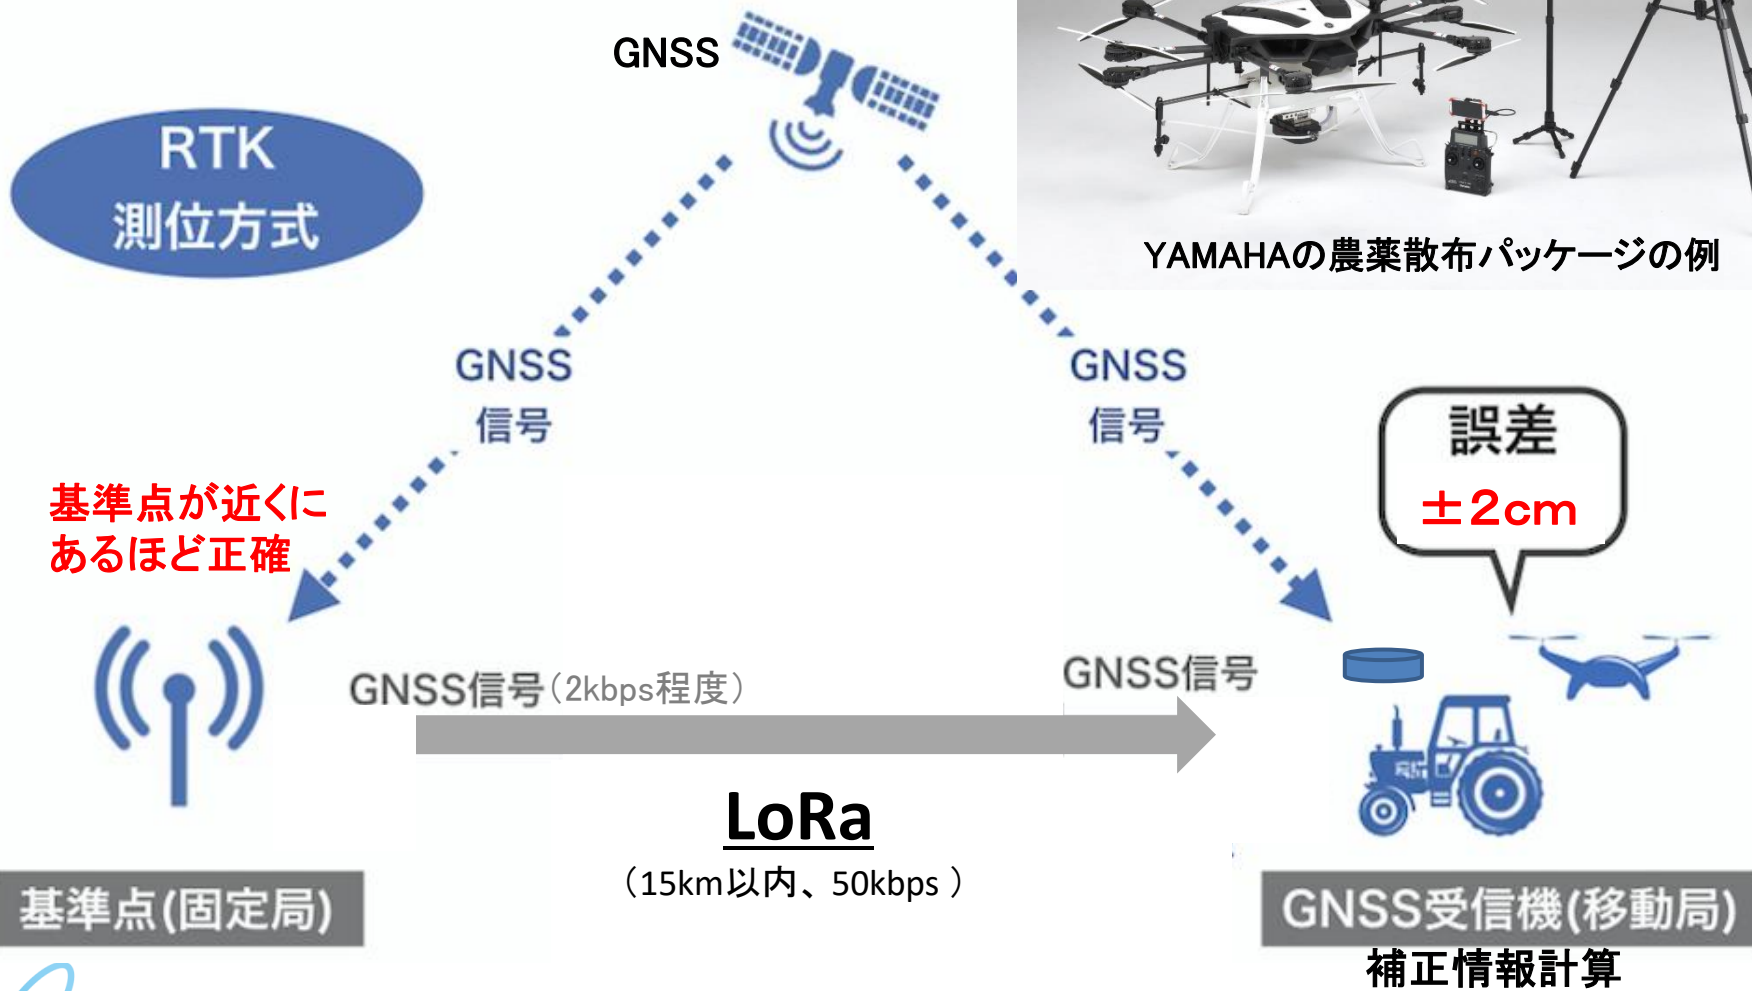 GNSS
RTK
測位方式
YAMAHAの農薬散布パッケージの例
GNSS
信号
GNSS
信号
誤差
±2cm
基準点が近くに
あるほど正確
GNSS信号（2kbps程度）
GNSS信号
LoRa
（15km以内、50kbps ）
基準点(固定局)
GNSS受信機(移動局)
補正情報計算